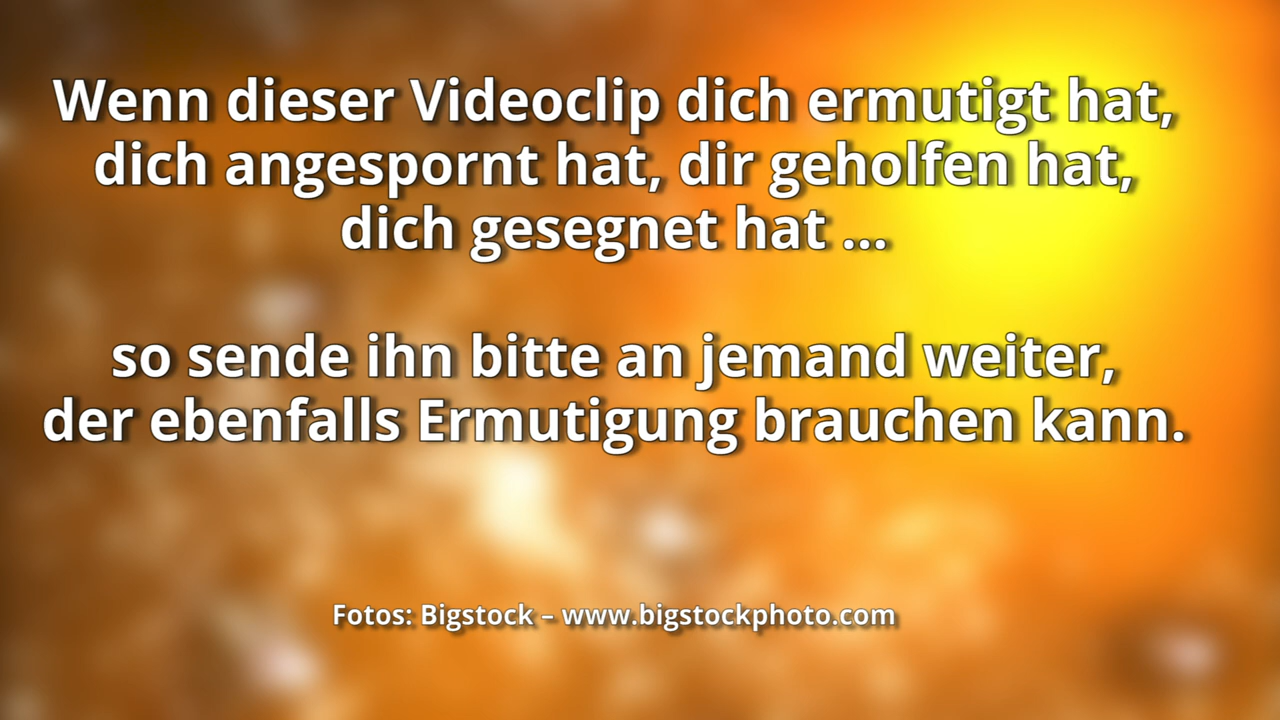 Wenn dieser Videoclip dich ermutigt hat,
dich angespornt hat, dir geholfen hat,
dich gesegnet hat ...
so sende ihn bitte an jemand weiter,
der ebenfalls Ermutigung brauchen kann.
Fotos: Bigstock – www.bigstockphoto.com